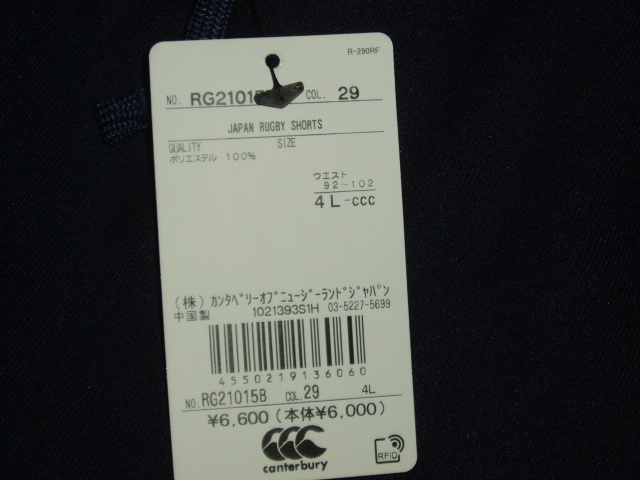 R-290RF
NO. RG21015 COL. 29
JAPAN RUGBY SHORTS
QUALITY SIZE
ポリエステル 100%
ウエスト
92~102
4L-CCC
(株)カンタベリーオブニュージーランドジャパン
中国製 1021393S1H 03-5227-5699
4550219136060
NO. RG21015B COL. 29 4L
¥6,600(本体¥6,000)
CCC
canterbury
RFID